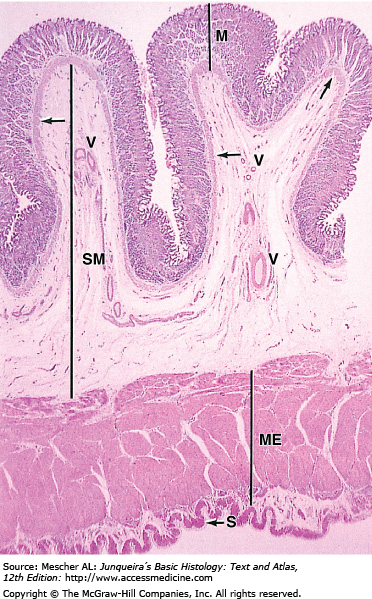 M
V
V
SM
V
ME
S
Source: Mescher AL: Junqueira´s Basic Histology: Text and Atlas,
12th Edition: http://www.accessmedicine.com
Copyright © The McGraw-Hill Companies, Inc. All rights reserved.